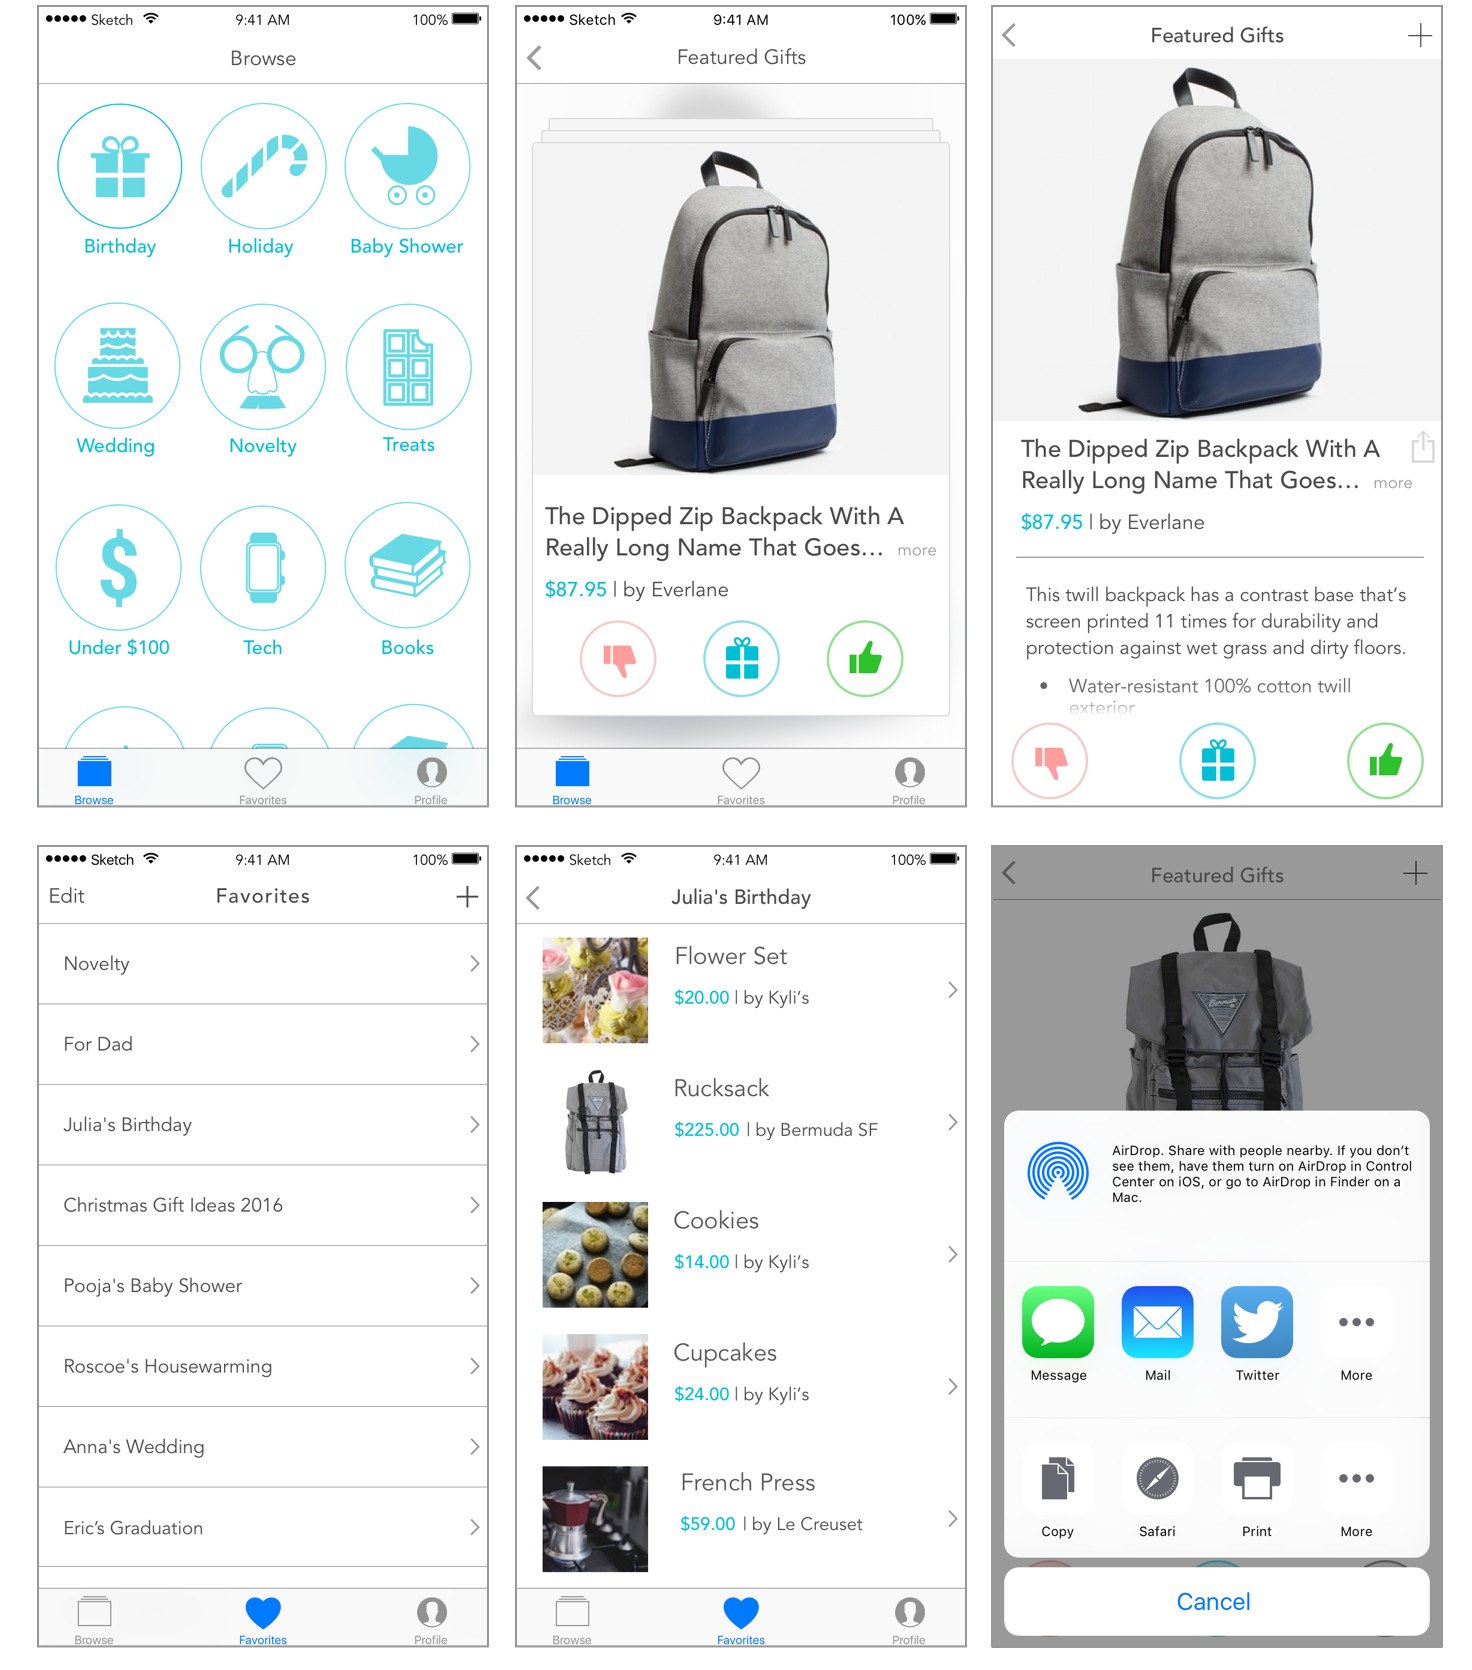 Sketch 9:41 AM 100%
Browse
Birthday Holiday Baby Shower
Wedding Novelty Treats
Under $100 Tech Books
Browse Favorites Profile
Sketch 9:41 AM 100%
Featured Gifts
The Dipped Zip Backpack With A
Really Long Name That Goes... more
$87.95 | by Everlane
Browse Favorites Profile
Featured Gifts
The Dipped Zip Backpack With A
Really Long Name That Goes... more
$87.95 | by Everlane
This twill backpack has a contrast base that’s
screen printed 11 times for durability and
protection against wet grass and dirty floors.
• Water-resistant 100% cotton twill
exterior
Sketch 9:41 AM 100%
Edit Favorites
Novelty
For Dad
Julia's Birthday
Christmas Gift Ideas 2016
Pooja's Baby Shower
Roscoe's Housewarming
Anna's Wedding
Eric’s Graduation
Browse Favorites Profile
Sketch 9:41 AM 100%
Julia's Birthday
Flower Set
$20.00 | by Kyli’s
Rucksack
$225.00 | by Bermuda SF
Cookies
$14.00 | by Kyli’s
Cupcakes
$24.00 | by Kyli’s
French Press
$59.00 | by Le Creuset
Browse Favorites Profile
Featured Gifts
Bermuda
AirDrop. Share with people nearby. If you don’t
see them, have them turn on AirDrop in Control
Center on iOS, or go to AirDrop in Finder on a
Mac.
Message Mail Twitter More
Copy Safari Print More
Cancel